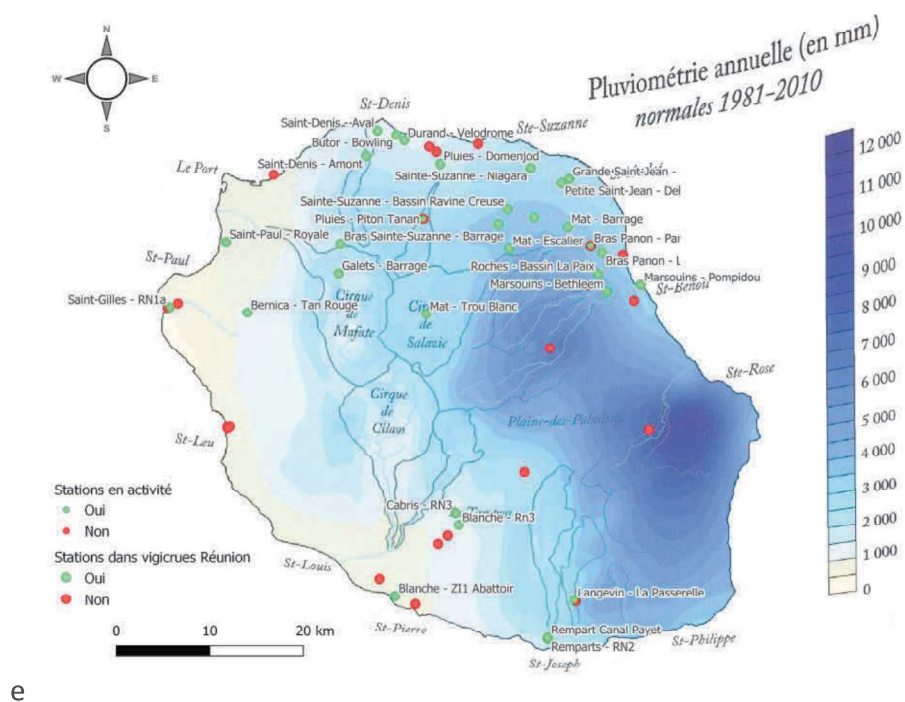 N
W E
S
Pluviométrie annuelle (en mm)
normales 1981-2010
St-Denis
Saint-Denis - Aval
Ste-Suzanne
Durand - Velodrome
Butor - Bowling
Pluies - Domenjod
Le Port
Saint-Denis - Amont
Grande Saint-Jean -
Sainte-Suzanne - Niagara
Petite Saint-Jean - Del
Sainte-Suzanne - Bassin Ravine Creuse
Pluies - Piton Tanan
Mat - Barrage
Saint-Paul - Royale
Bras Sainte-Suzanne - Barrage
Mat - Escalier
Bras Panon - Par
St-Paul
Bras Panon - L
Galets - Barrage
Roches - Bassin La Paix
Marsouins - Pompidou
Marsouins - Bethleem
St-Benoit
Saint-Gilles - RN1a
Bernica - Tan Rouge
Cirque
de
Mafate
Mat - Trou Blanc
de
Salazie
Ste-Rose
Cirque
de
Cilaos
Plaine-des-Palmistes
St-Leu
Cabris - RN3
Blanche - Rn3
St-Louis
Blanche - ZI1 Abattoir
Langevin - La Passerelle
St-Pierre
Rempart Canal Payet
Remparts - RN2
St-Philippe
St-Joseph
12 000
11 000
10 000
9 000
8 000
7 000
6 000
5 000
4 000
3 000
2 000
1 000
0
Stations en activité
Oui
Non
Stations dans vigicrues Réunion
Oui
Non
0 10 20 km
e